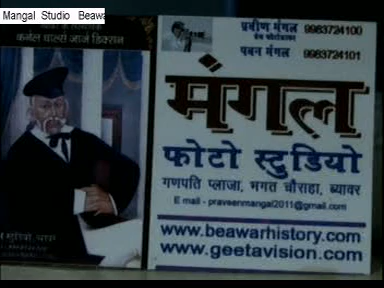 Mangal Studio Beawa
कर्नल चार्ल्स जार्ज डिक्सन
प्रवीण मंगल 9983724100
पवन मंगल 9983724101
मंगल
फोटो स्टुडियो
गणपति प्लाजा, भगत चौराहा, ब्यावर
E mail - praveenmangal2011@gmail.com
www.beawarhistory.com
www.geetavision.com